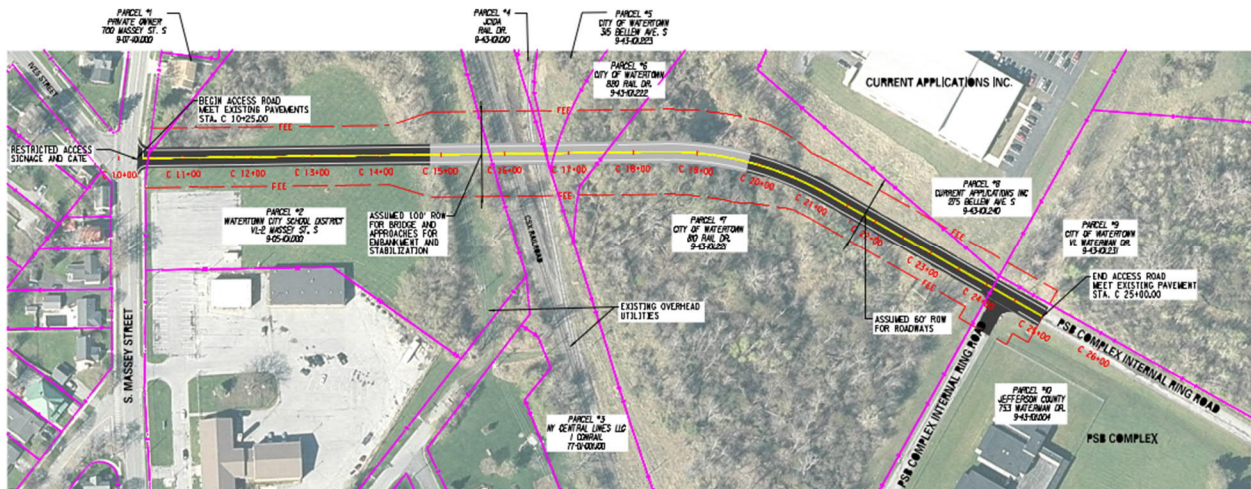 PARCEL #1
PRIVATE OWNER
700 MASSEY ST. S
9-07-101.000
PARCEL #4
JCIDA
RAIL DR.
9-43-101.010
PARCEL #5
CITY OF WATERTOWN
315 BELLEW AVE. S
9-43-101.223
PARCEL #6
CITY OF WATERTOWN
820 RAIL DR.
9-43-101.222
CURRENT APPLICATIONS INC.
IVES STREET
BEGIN ACCESS ROAD
MEET EXISTING PAVEMENTS
STA. C 10+25.00
FEE
FEE
RESTRICTED ACCESS
SIGNAGE AND GATE
C 10+00
C 11+00
C 12+00
C 13+00
C 14+00
C 15+00
C 16+00
C 17+00
C 18+00
C 19+00
C 20+00
C 21+00
C 22+00
C 23+00
C 24+00
C 25+00
C 26+00
FEE
FEE
FEE
FEE
PARCEL #2
WATERTOWN CITY SCHOOL DISTRICT
VL-2 MASSEY ST. S
9-05-101.000
ASSUMED 100' ROW
FOR BRIDGE AND
APPROACHES FOR
EMBANKMENT AND
STABILIZATION
CSX RAILROAD
PARCEL #7
CITY OF WATERTOWN
810 RAIL DR.
9-43-101.221
PARCEL #8
CURRENT APPLICATIONS INC
275 BELLEW AVE. S
9-43-101.240
PARCEL #9
CITY OF WATERTOWN
VL WATERMAN DR.
9-43-101.231
END ACCESS ROAD
MEET EXISTING PAVEMENT
STA. C 25+00.00
EXISTING OVERHEAD
UTILITIES
ASSUMED 60' ROW
FOR ROADWAYS
S. MASSEY STREET
PARCEL #3
NY CENTRAL LINES LLC
1 CONRAIL
PSB COMPLEX INTERNAL RING ROAD
PSB COMPLEX INTERNAL RING ROAD
PARCEL #10
JEFFERSON COUNTY
753 WATERMAN DR.
9-43-101.004
PSB COMPLEX